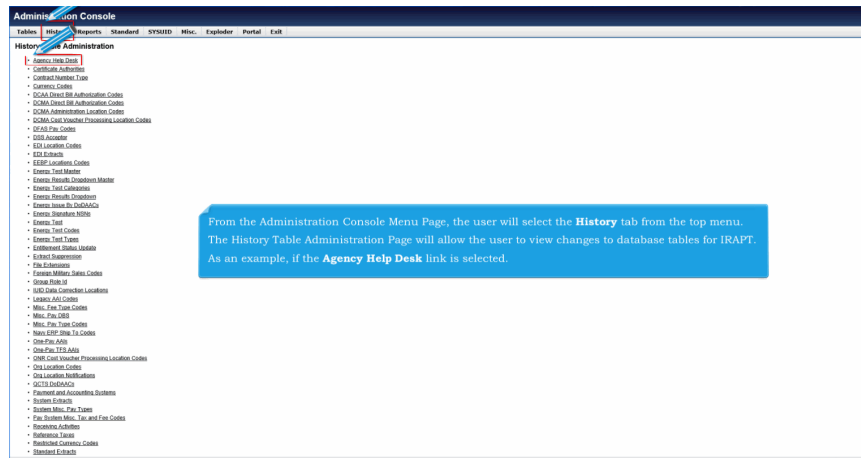 Administration Console
Tables History Reports Standard SYSUID Misc. Exploder Portal Exit
History Table Administration
• Agency Help Desk
• Certificate Authorities
• Contract Number Type
• Currency Codes
• DCAA Direct Bill Authorization Codes
• DCMA Direct Bill Authorization Codes
• DCMA Administration Location Codes
• DCMA Cost Voucher Processing Location Codes
• DFAS Pay Codes
• DSS Acceptor
• EDI Location Codes
• EDI Extracts
• EEBP Locations Codes
• Energy Test Master
• Energy Results Dropdown Master
• Energy Test Categories
• Energy Results Dropdown
• Energy Issue By DoDAACs
• Energy Signature NSNs
• Energy Test
• Energy Test Codes
• Energy Test Types
• Entitlement Status Update
• Extract Suppression
• File Extensions
• Foreign Military Sales Codes
• Group Role Id
• IUID Data Correction Locations
• Legacy AAI Codes
• Misc. Fee Type Codes
• Misc. Pay DBS
• Misc. Pay Type Codes
• Navy ERP Ship To Codes
• One-Pay AAIs
• One-Pay TFS AAIs
• ONR Cost Voucher Processing Location Codes
• Org Location Codes
• Org Location Notifications
• QCTS DoDAACs
• Payment and Accounting Systems
• System Extracts
• System Misc. Pay Types
• Pay System Misc. Tax and Fee Codes
• Receiving Activities
• Reference Taxes
• Restricted Currency Codes
• Standard Extracts
From the Administration Console Menu Page, the user will select the History tab from the top menu.
The History Table Administration Page will allow the user to view changes to database tables for IRAPT.
As an example, if the Agency Help Desk link is selected.